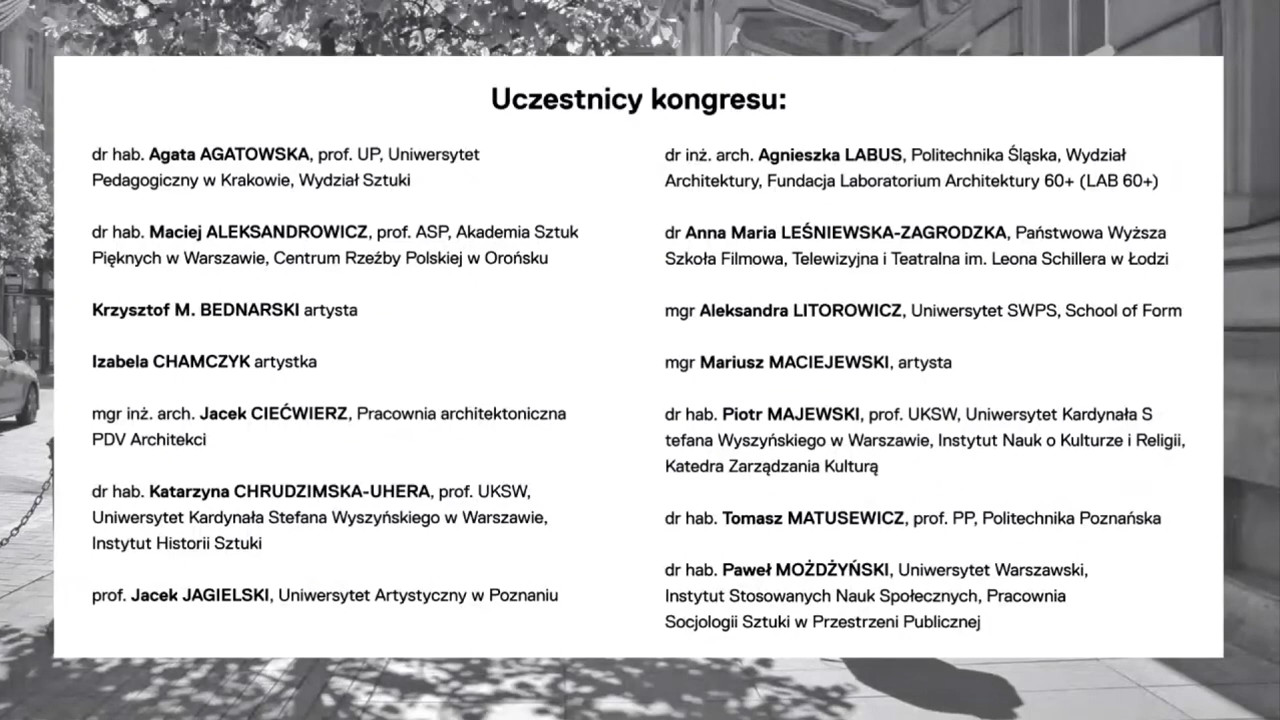 Uczestnicy kongresu:
dr hab. Agata AGATOWSKA, prof. UP, Uniwersytet
Pedagogiczny w Krakowie, Wydział Sztuki
dr hab. Maciej ALEKSANDROWICZ, prof. ASP, Akademia Sztuk
Pięknych w Warszawie, Centrum Rzeźby Polskiej w Orońsku
Krzysztof M. BEDNARSKI artysta
Izabela CHAMCZYK artystka
mgr inż. arch. Jacek CIEĆWIERZ, Pracownia architektoniczna
PDV Architekci
dr hab. Katarzyna CHRUDZIMSKA-UHERA, prof. UKSW,
Uniwersytet Kardynała Stefana Wyszyńskiego w Warszawie,
Instytut Historii Sztuki
prof. Jacek JAGIELSKI, Uniwersytet Artystyczny w Poznaniu
dr inż. arch. Agnieszka LABUS, Politechnika Śląska, Wydział
Architektury, Fundacja Laboratorium Architektury 60+ (LAB 60+)
dr Anna Maria LEŚNIEWSKA-ZAGRODZKA, Państwowa Wyższa
Szkoła Filmowa, Telewizyjna i Teatralna im. Leona Schillera w Łodzi
mgr Aleksandra LITOROWICZ, Uniwersytet SWPS, School of Form
mgr Mariusz MACIEJEWSKI, artysta
dr hab. Piotr MAJEWSKI, prof. UKSW, Uniwersytet Kardynała S
tefana Wyszyńskiego w Warszawie, Instytut Nauk o Kulturze i Religii,
Katedra Zarządzania Kulturą
dr hab. Tomasz MATUSEWICZ, prof. PP, Politechnika Poznańska
dr hab. Paweł MOŻDŻYŃSKI, Uniwersytet Warszawski,
Instytut Stosowanych Nauk Społecznych, Pracownia
Socjologii Sztuki w Przestrzeni Publicznej